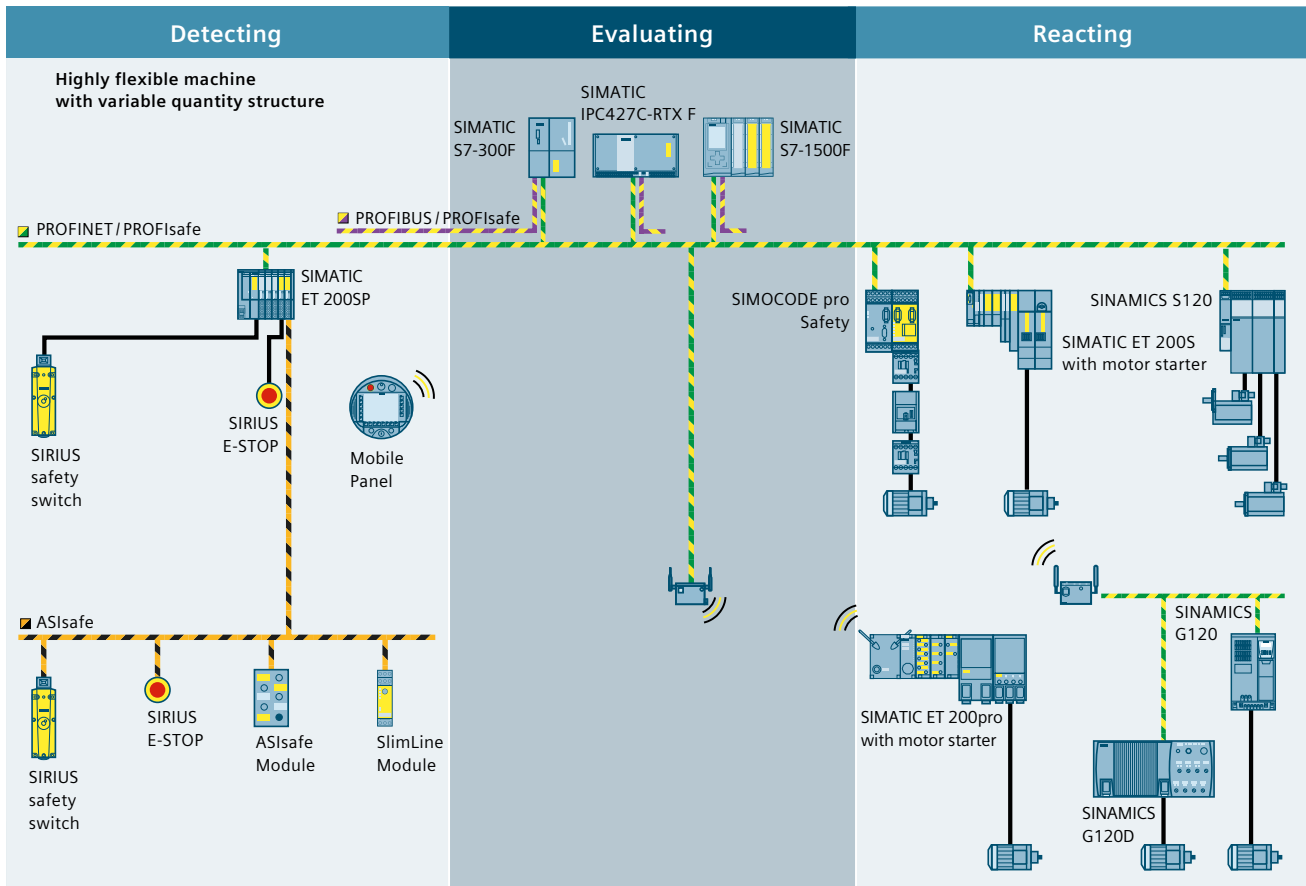 Detecting
Evaluating
Reacting
Highly flexible machine
with variable quantity structure
SIMATIC
S7-300F
SIMATIC
IPC427C-RTX F
SIMATIC
S7-1500F
PROFIBUS / PROFIsafe
PROFINET / PROFIsafe
SIMATIC
ET 200SP
SIMOCODE pro
Safety
SINAMICS S120
SIMATIC ET 200S
with motor starter
SIRIUS
safety
switch
SIRIUS
E-STOP
Mobile
Panel
ASIsafe
SIRIUS
safety
switch
SIRIUS
E-STOP
ASIsafe
Module
SlimLine
Module
SIMATIC ET 200pro
with motor starter
SINAMICS
G120
SINAMICS
G120D